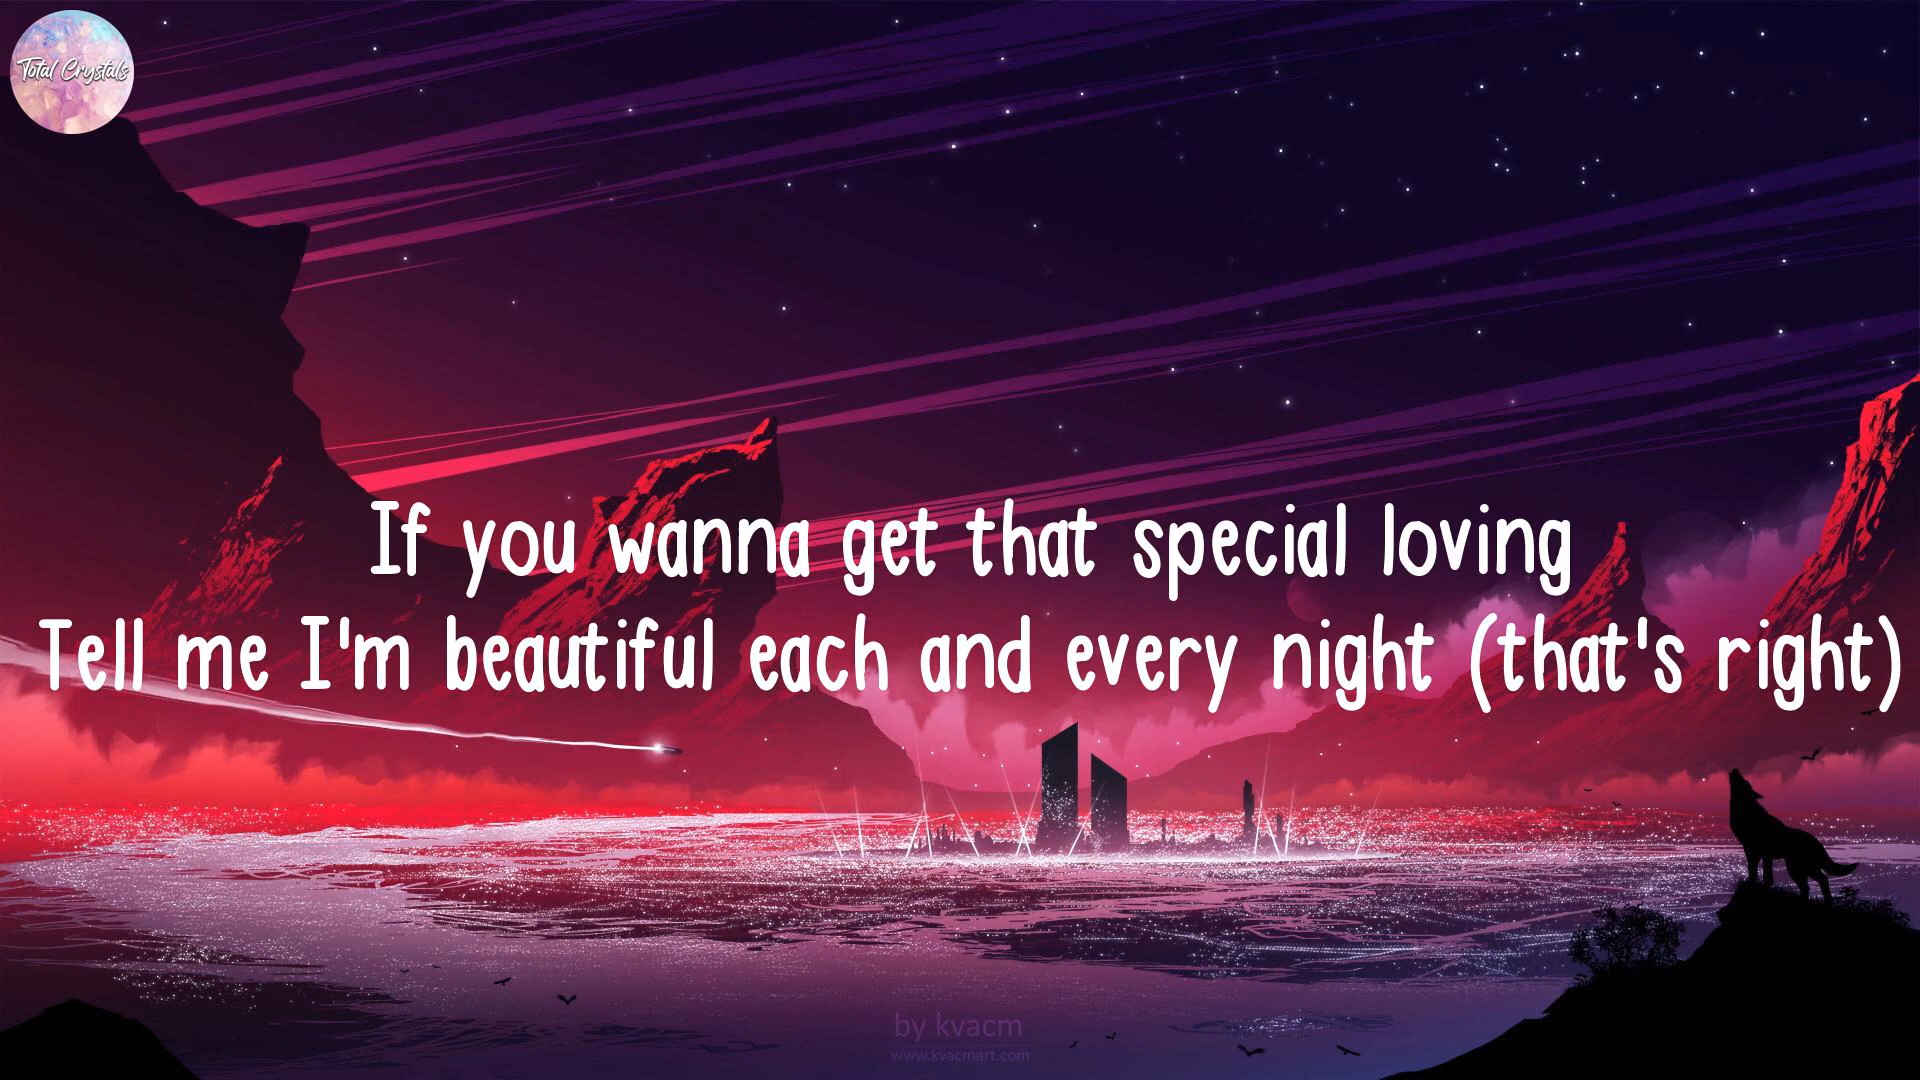 Total Crystals
If you wanna get that special loving
Tell me I'm beautiful each and every night (that's right)
by kvacm
www.kvacmart.com